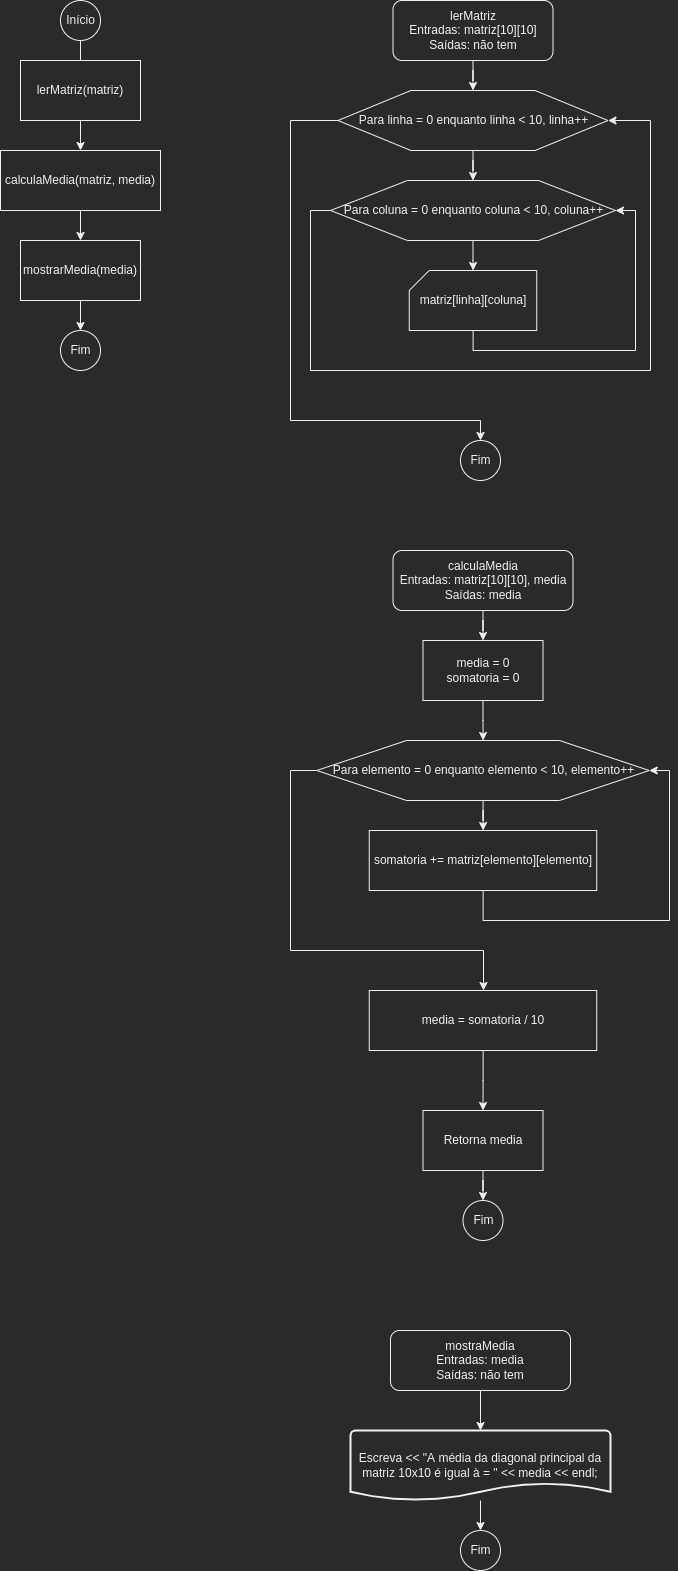 Início
lerMatriz(matriz)
calculaMedia(matriz, media)
mostrarMedia(media)
Fim
lerMatriz
Entradas: matriz[10][10]
Saídas: não tem
Para linha = 0 enquanto linha < 10, linha++
Para coluna = 0 enquanto coluna < 10, coluna++
matriz[linha][coluna]
Fim
calculaMedia
Entradas: matriz[10][10], media
Saídas: media
media = 0
somatoria = 0
Para elemento = 0 enquanto elemento < 10, elemento++
somatoria += matriz[elemento][elemento]
media = somatoria / 10
Retorna media
Fim
mostraMedia
Entradas: media
Saídas: não tem
Escreva << "A média da diagonal principal da
matriz 10x10 é igual à = " << media << endl;
Fim